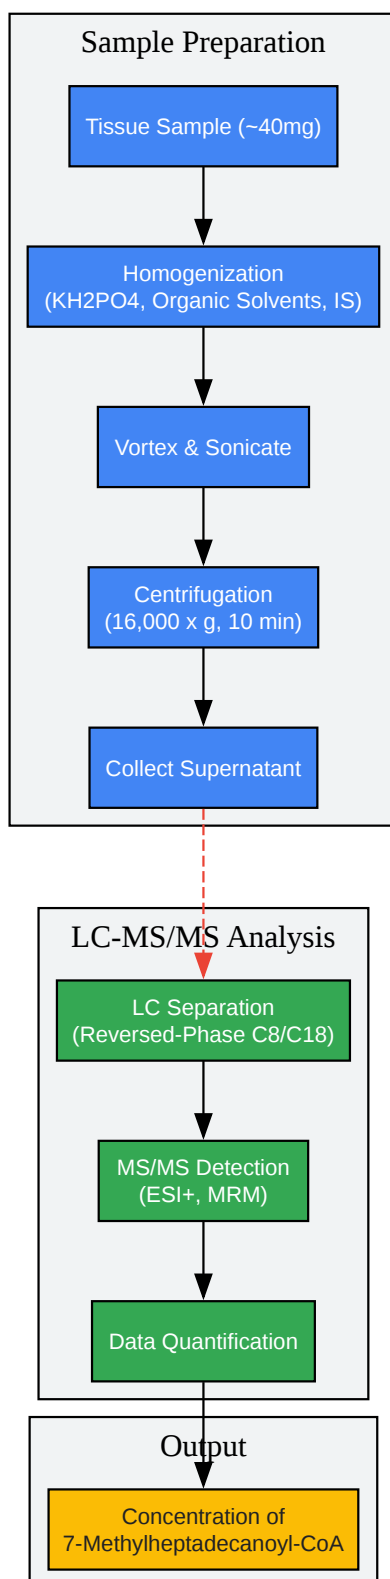 Sample Preparation
Tissue Sample (~40mg)
Homogenization
(KH2PO4, Organic Solvents, IS)
Vortex & Sonicate
Centrifugation
(16,000 x g, 10 min)
Collect Supernatant
LC-MS/MS Analysis
LC Separation
(Reversed-Phase C8/C18)
MS/MS Detection
(ESI+, MRM)
Data Quantification
Output
Concentration of
7-Methylheptadecanoyl-CoA